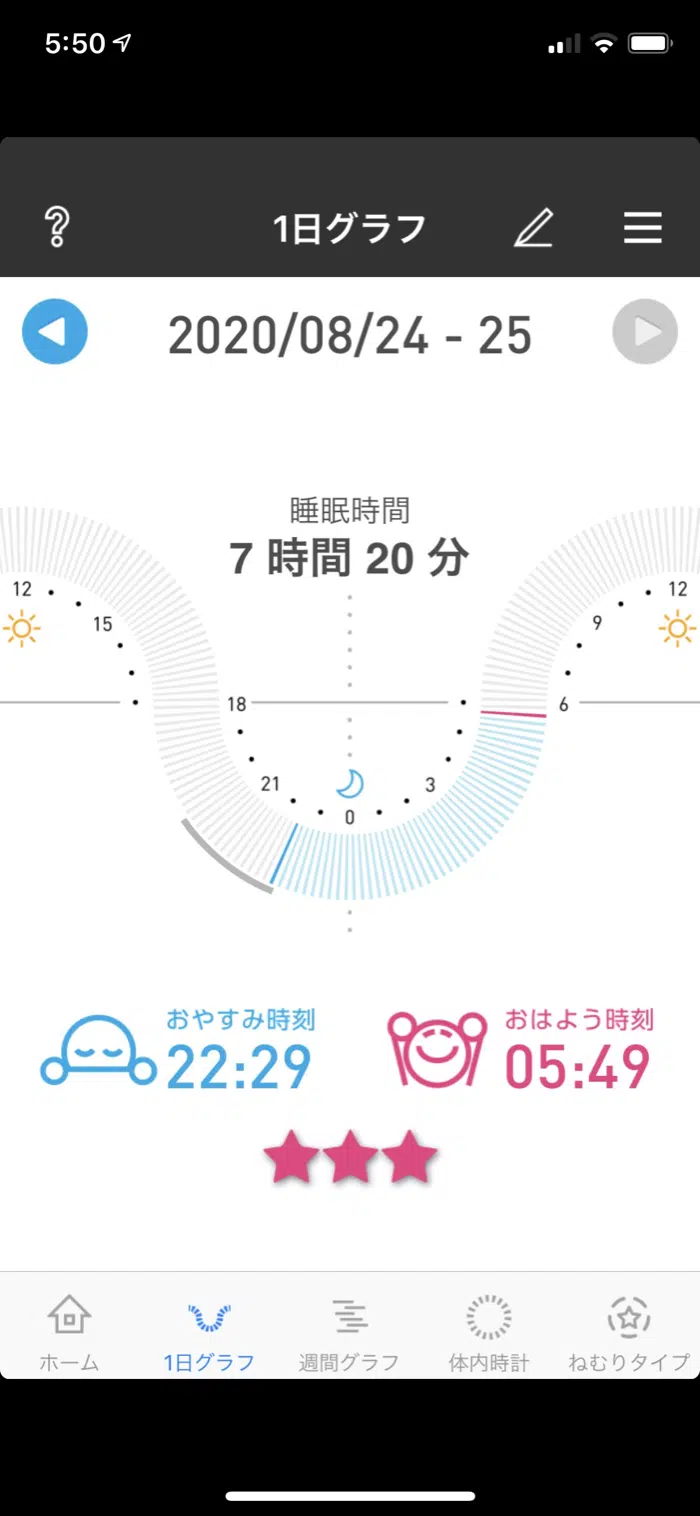 5:50
1日グラフ
2020/08/24 - 25
睡眠時間
7 時間 20 分
12
12
15
9
18
6
21
3
0
おやすみ時刻
22:29
おはよう時刻
05:49
ホーム
1日グラフ
週間グラフ
体内時計
ねむりタイプ